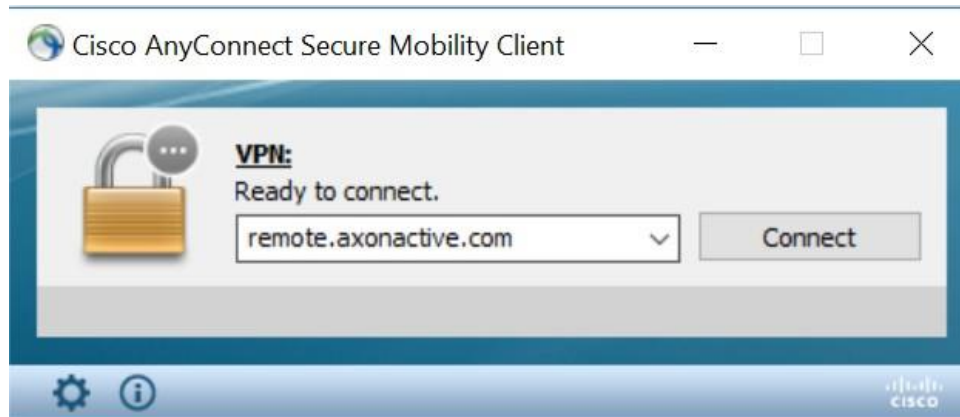 Cisco AnyConnect Secure Mobility Client
VPN:
Ready to connect.
remote.axonactive.com
Connect
CISCO